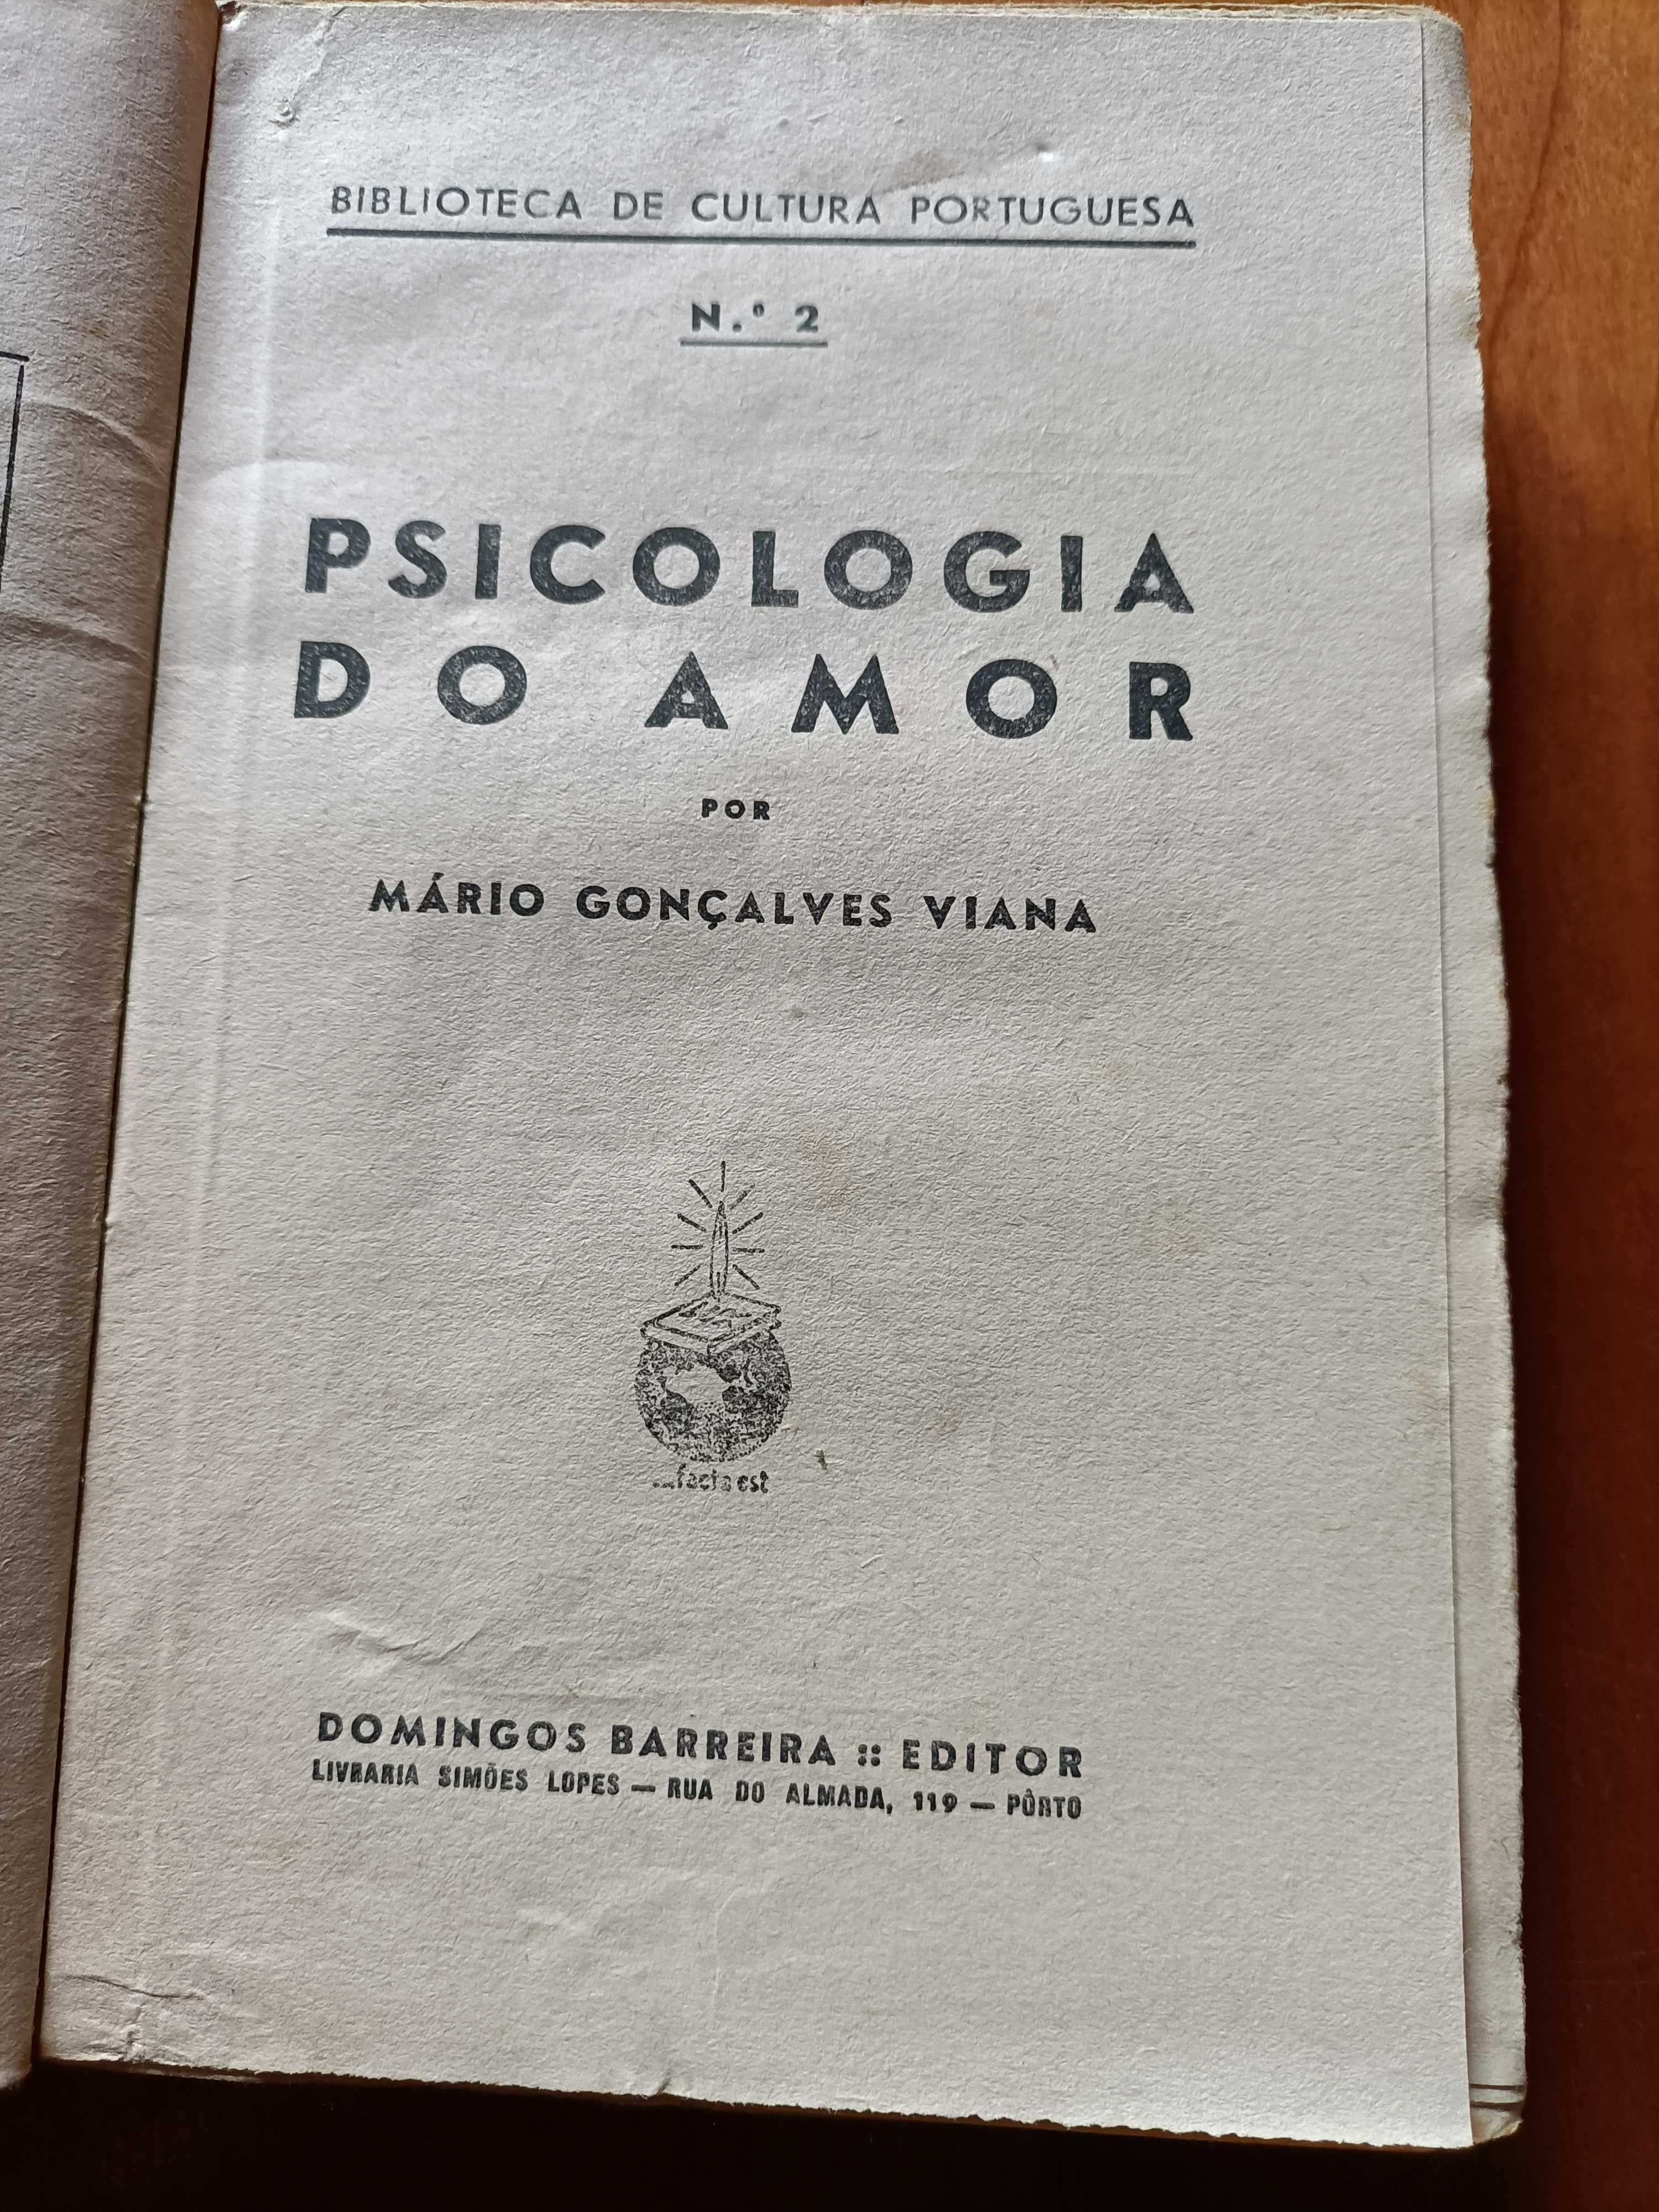 BIBLIOTECA DE CULTURA PORTUGUESA
N.º 2
PSICOLOGIA
DO AMOR
POR
MÁRIO GONÇALVES VIANA
...facta est
DOMINGOS BARREIRA :: EDITOR
LIVRARIA SIMÕES LOPES — RUA DO ALMADA, 119 — PÔRTO